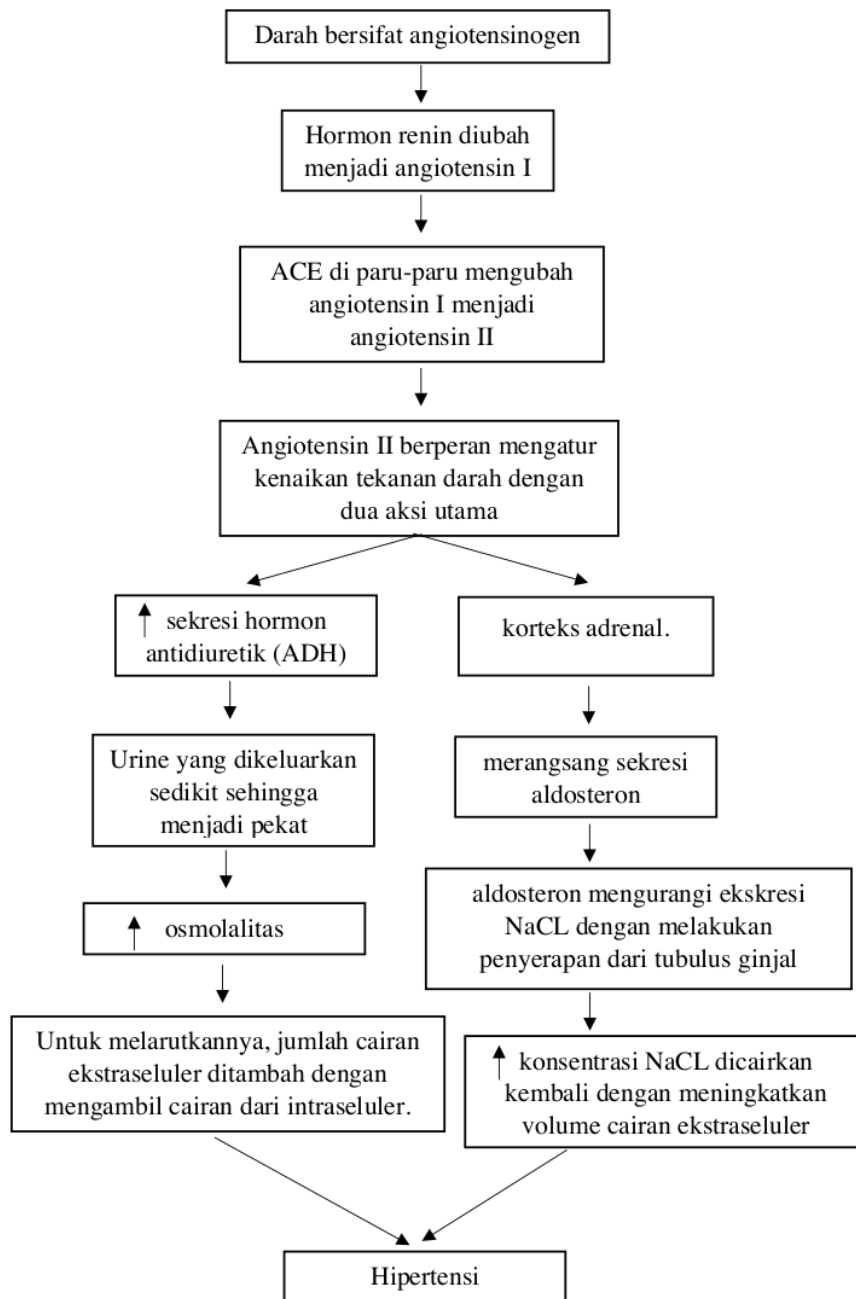 Darah bersifat angiotensinogen
Hormon renin diubah
menjadi angiotensin I
ACE di paru-paru mengubah
angiotensin I menjadi
angiotensin II
Angiotensin II berperan mengatur
kenaikan tekanan darah dengan
dua aksi utama
sekresi hormon
antidiuretik (ADH)
Urine yang dikeluarkan
sedikit sehingga
menjadi pekat
osmolalitas
Untuk melarutkannya, jumlah cairan
ekstraseluler ditambah dengan
mengambil cairan dari intraseluler.
korteks adrenal.
merangsang sekresi
aldosteron
aldosteron mengurangi ekskresi
NaCL dengan melakukan
penyerapan dari tubulus ginjal
konsentrasi NaCL dicairkan
kembali dengan meningkatkan
volume cairan ekstraseluler
Hipertensi